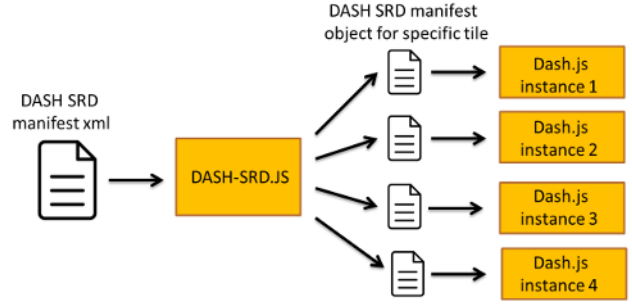 DASH SRD manifest
object for specific tile
DASH SRD
manifest xml
DASH-SRD.JS
Dash.js
instance 1
Dash.js
instance 2
Dash.js
instance 3
Dash.js
instance 4